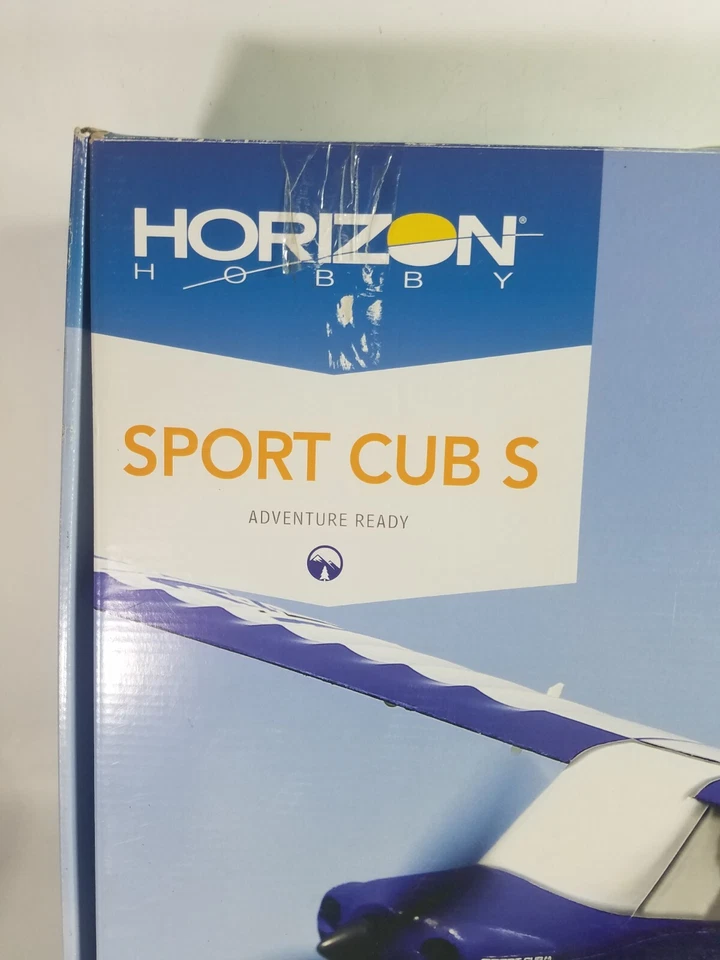 HORIZON®
HOBBY
SPORT CUB S
ADVENTURE READY